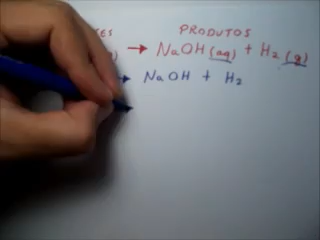 PRODUTOS
→ NaOH (aq) + H₂ (g)
→ NaOH + H₂